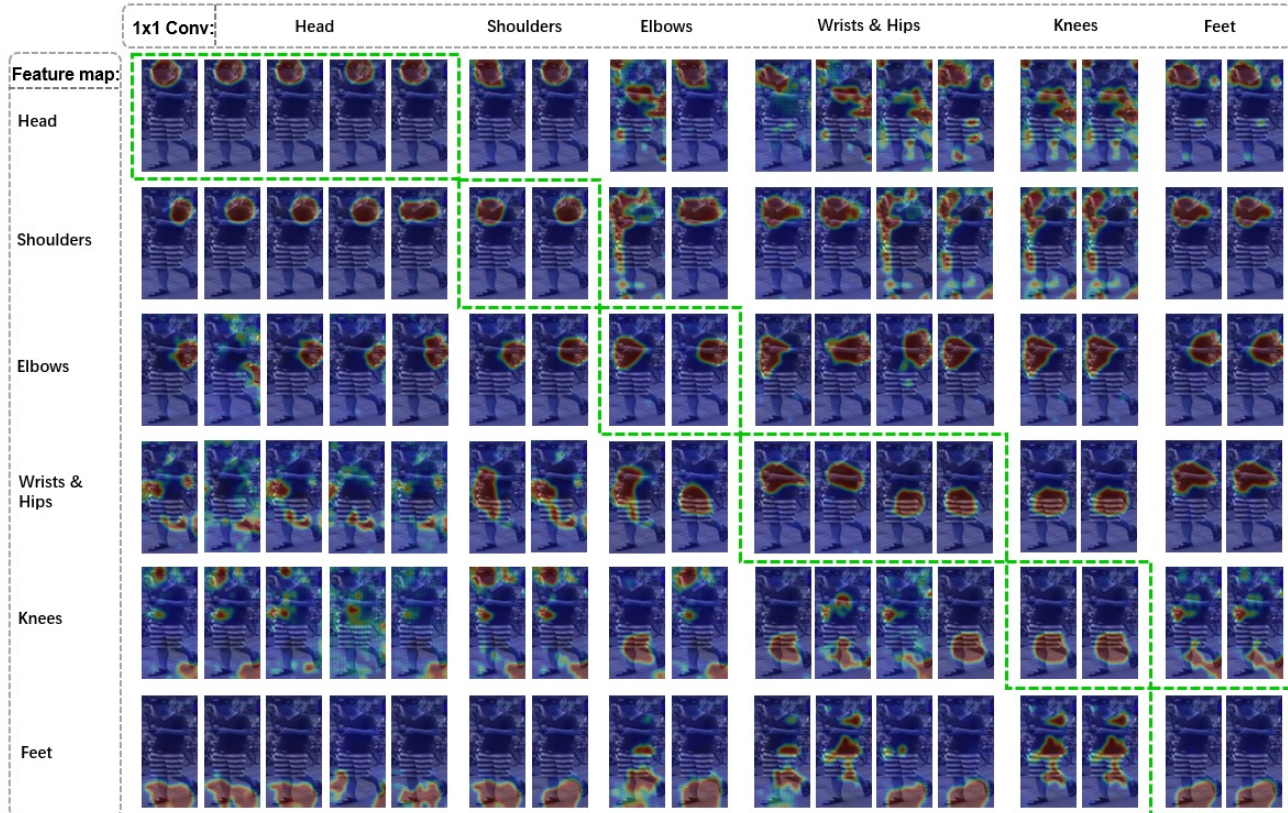 1x1 Conv: Head Shoulders Elbows Wrists & Hips Knees Feet
Feature map:
Head
Shoulders
Elbows
Wrists &
Hips
Knees
Feet